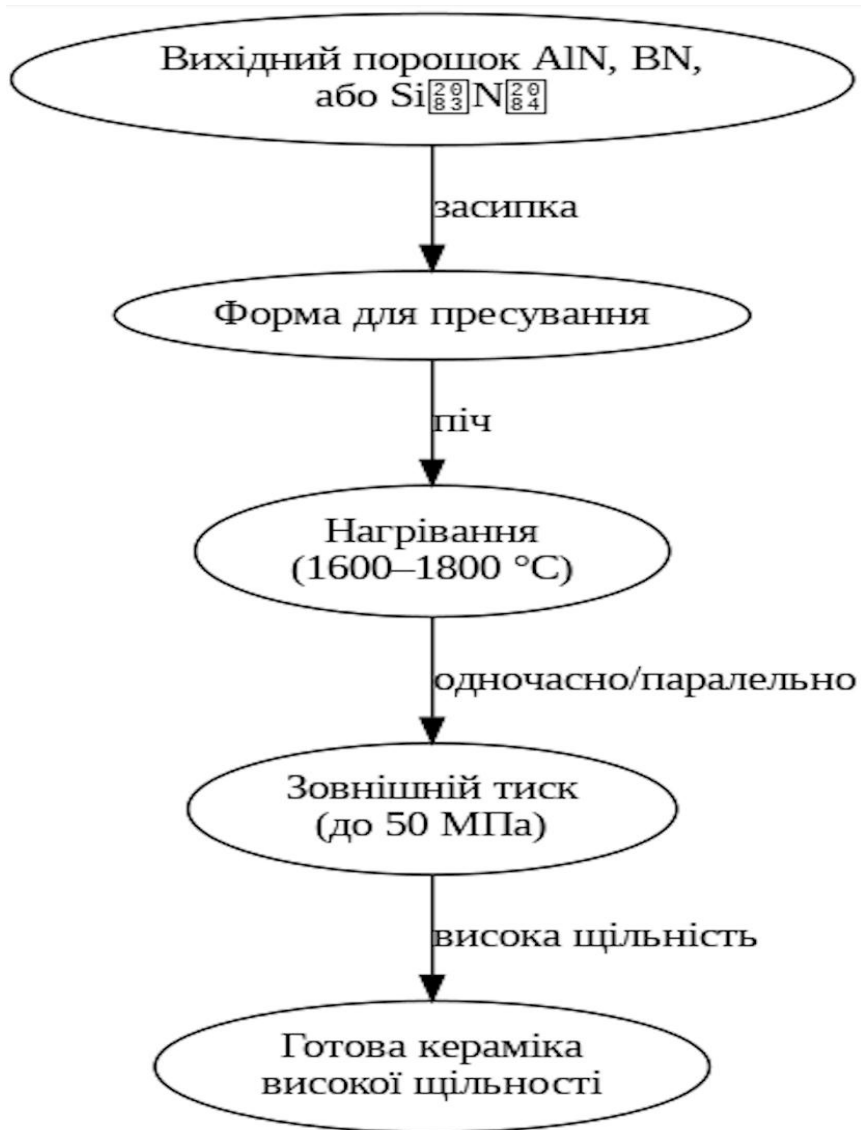 Вихідний порошок AlN, BN,
або Si₃N₄
засипка
Форма для пресування
піч
Нагрівання
(1600–1800 °C)
одночасно/паралельно
Зовнішній тиск
(до 50 МПа)
висока щільність
Готова кераміка
високої щільності